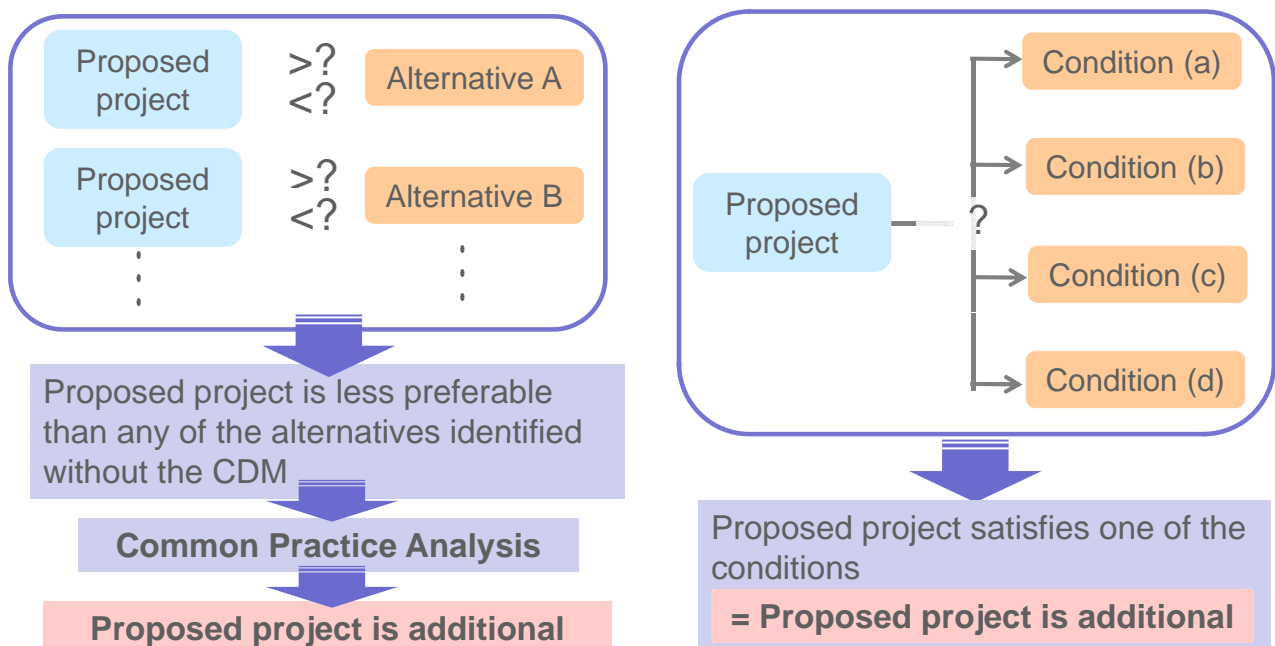 Proposed
project
>?
<?
Alternative A
Proposed
project
>?
<?
Alternative B
Proposed project is less preferable
than any of the alternatives identified
without the CDM
Common Practice Analysis
Proposed project is additional
Proposed
project
?
Condition (a)
Condition (b)
Condition (c)
Condition (d)
Proposed project satisfies one of the
conditions
= Proposed project is additional